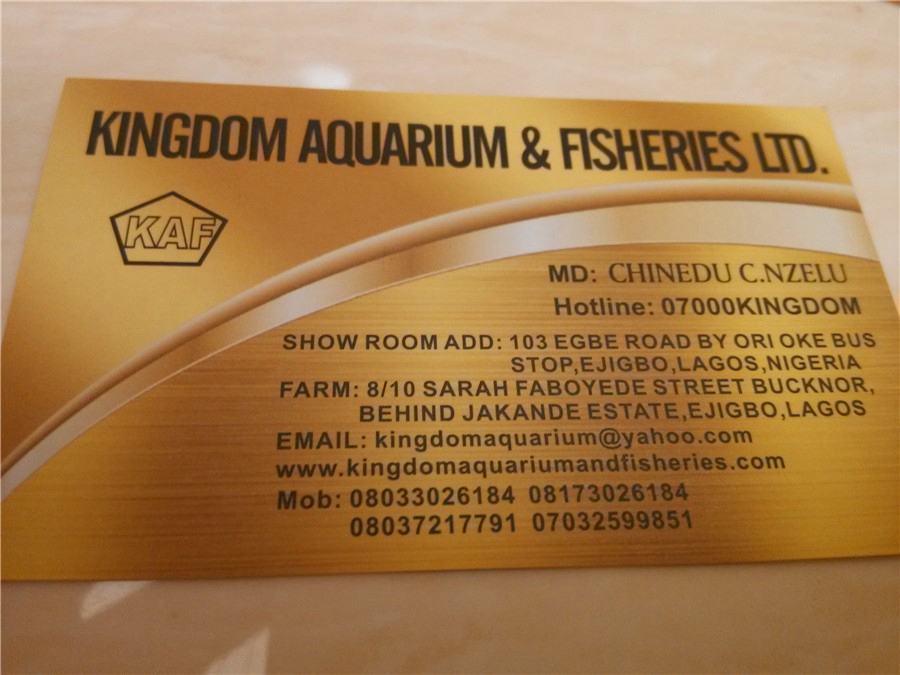 KINGDOM AQUARIUM & FISHERIES LTD.
KAF
MD: CHINEDU C.NZELU
Hotline: 07000KINGDOM
SHOW ROOM ADD: 103 EGBE ROAD BY ORI OKE BUS
STOP,EJIGBO,LAGOS,NIGERIA
FARM: 8/10 SARAH FABOYEDE STREET BUCKNOR,
BEHIND JAKANDE ESTATE,EJIGBO,LAGOS
EMAIL: kingdomaquarium@yahoo.com
www.kingdomaquariumandfisheries.com
Mob: 08033026184 08173026184
08037217791 07032599851